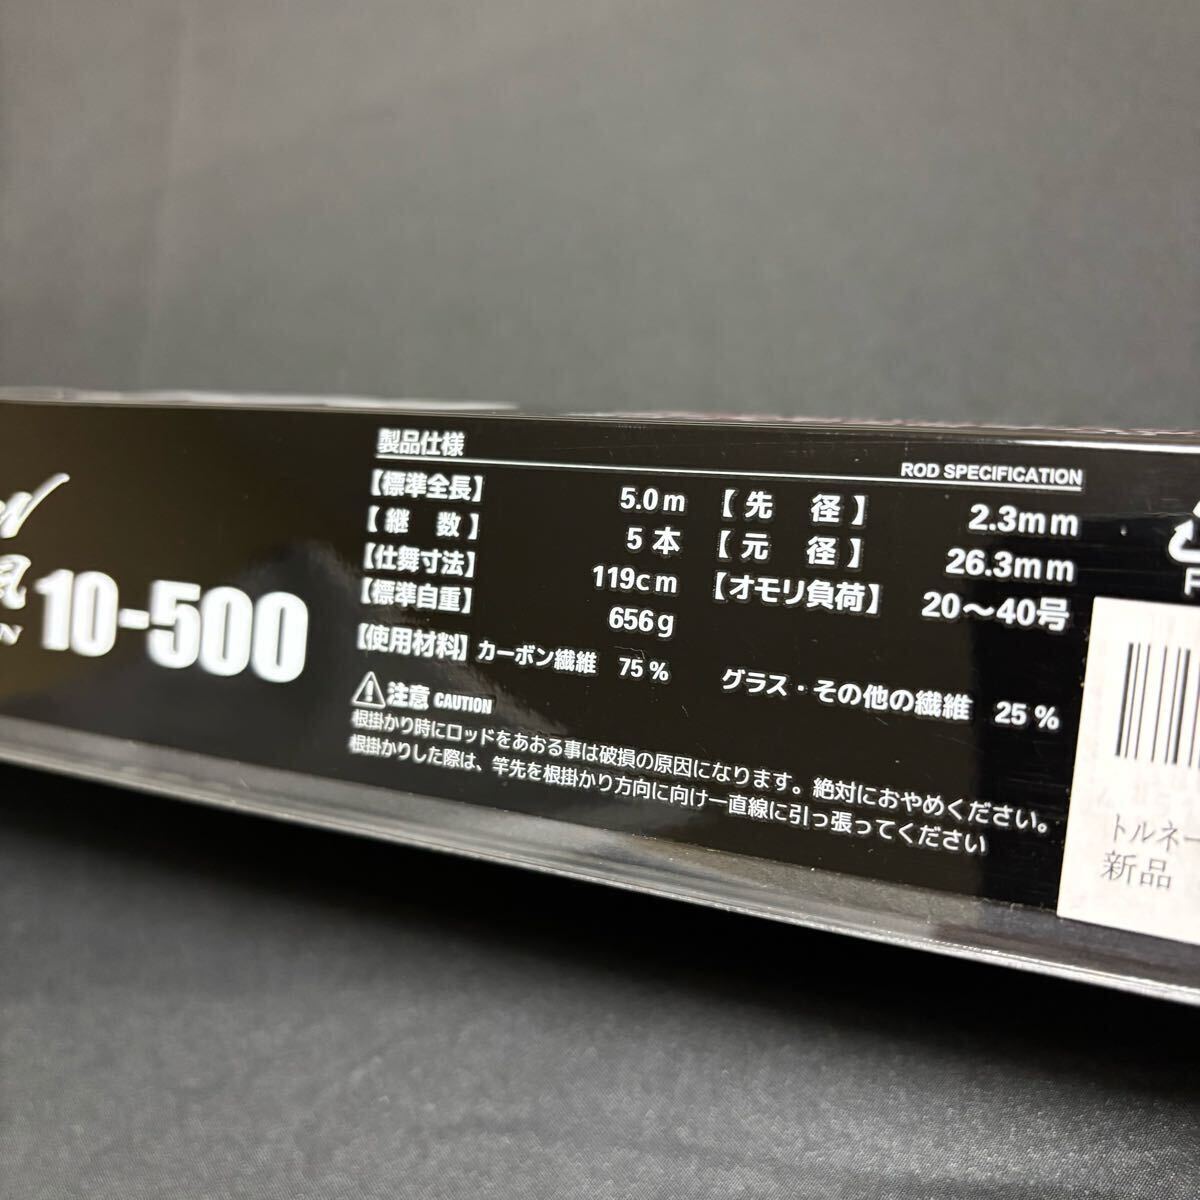 10-500
製品仕様
ROD SPECIFICATION
【標準全長】 5.0m 【先 径】 2.3mm
【継 数】 5本 【元 径】 26.3mm
【仕舞寸法】 119cm 【オモリ負荷】 20〜40号
【標準自重】 656g
【使用材料】カーボン繊維 75% グラス・その他の繊維 25%
注意 CAUTION
根掛かり時にロッドをあおる事は破損の原因になります。絶対におやめください。
根掛かりした際は、竿先を根掛かり方向に向け一直線に引っ張ってください
トルネー
新品